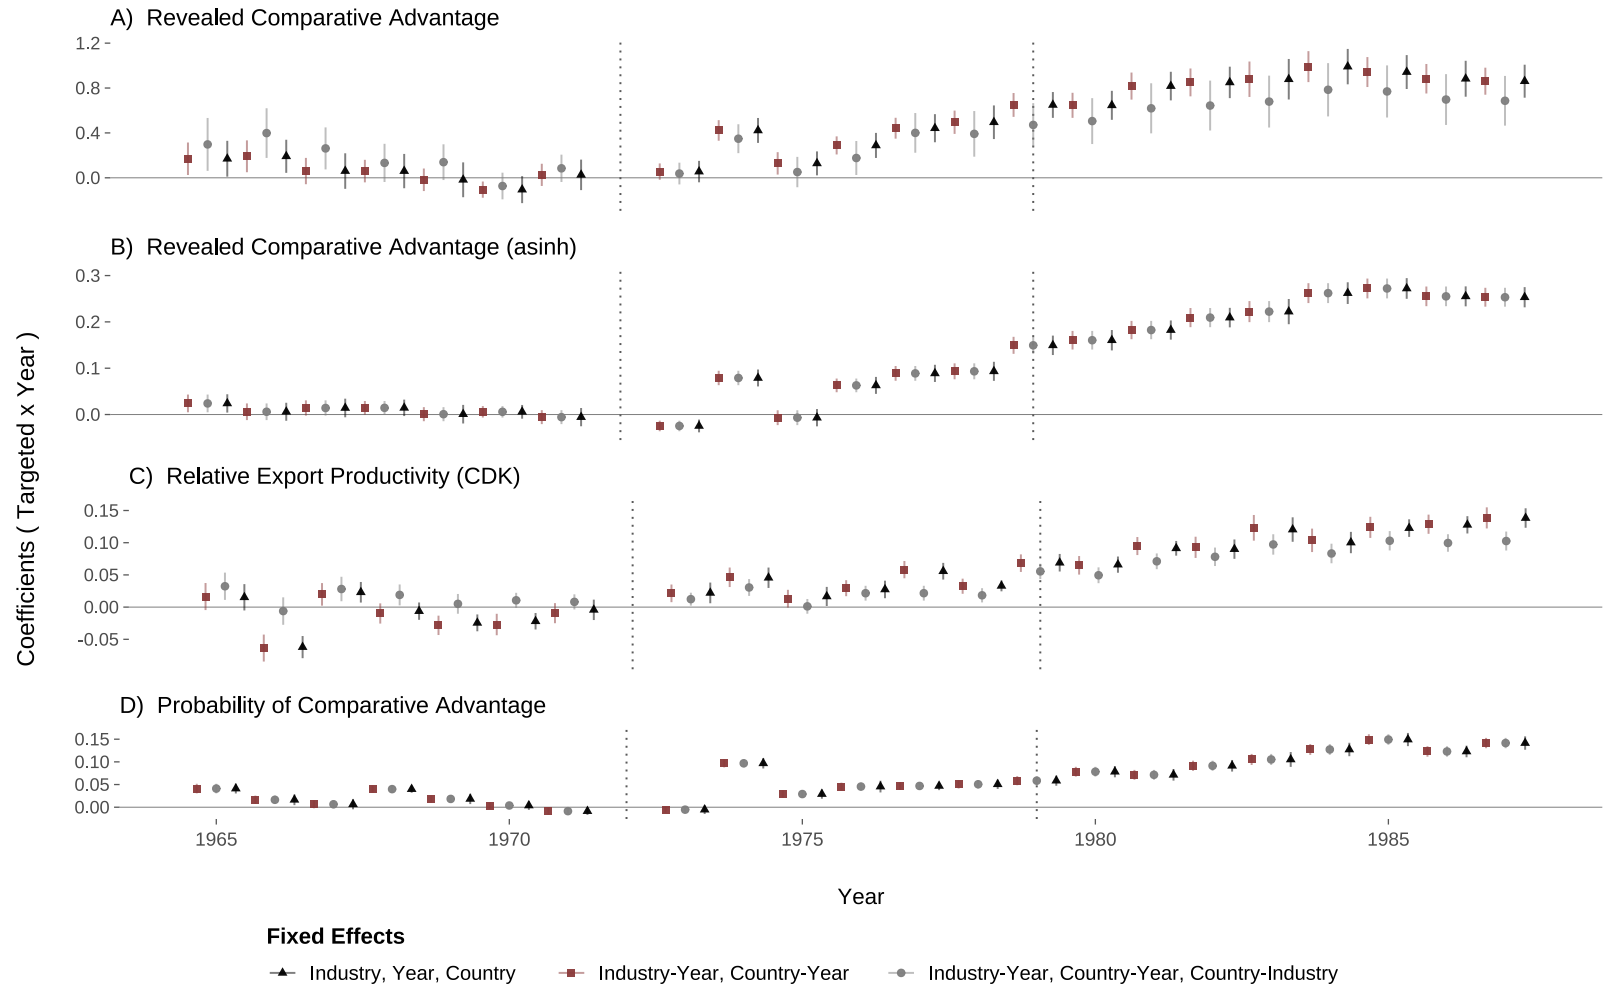 A) Revealed Comparative Advantage
1.2
0.8
0.4
0.0
B) Revealed Comparative Advantage (asinh)
0.3
0.2
0.1
0.0
C) Relative Export Productivity (CDK)
0.15
0.10
0.05
0.00
-0.05
D) Probability of Comparative Advantage
0.15
0.10
0.05
0.00
Coefficients ( Targeted x Year )
1965 1970 1975 1980 1985
Year
Fixed Effects
Industry, Year, Country Industry-Year, Country-Year Industry-Year, Country-Year, Country-Industry